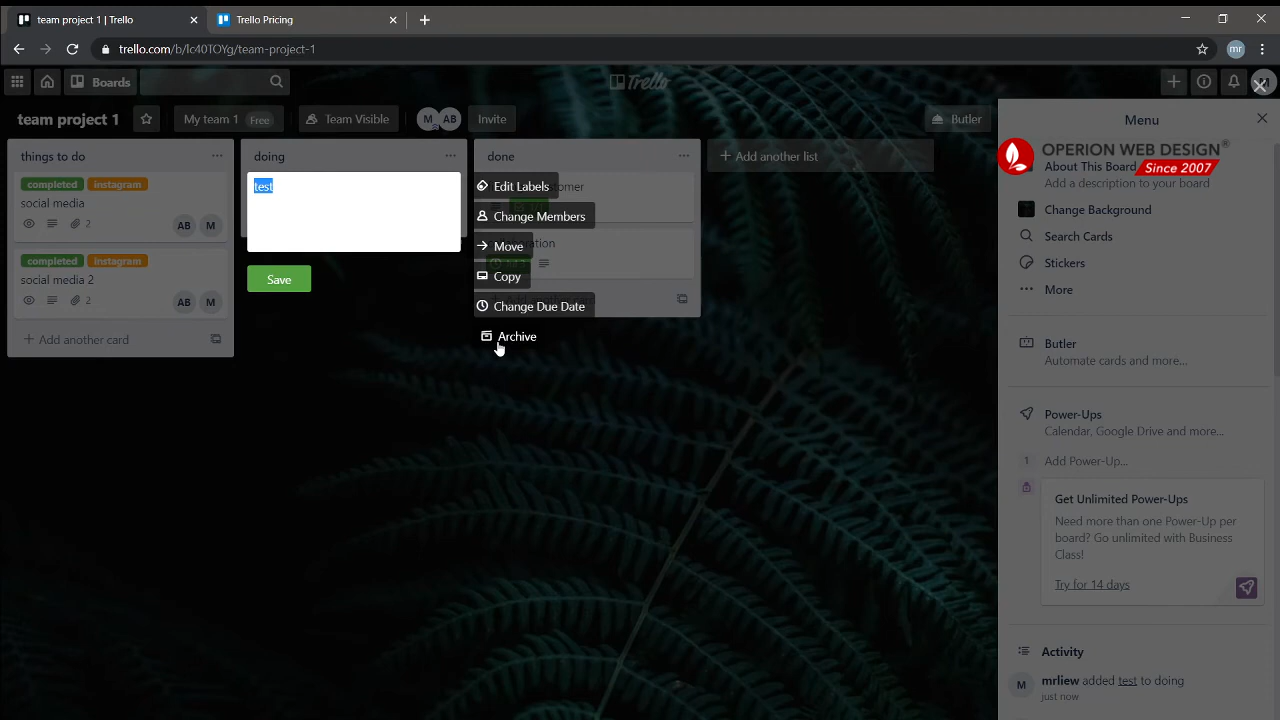 team project 1 | Trello
Trello Pricing
trello.com/b/lc40TOYg/team-project-1
mr
Boards
Trello
team project 1
My team 1 Free
Team Visible
M AB
Invite
Butler
things to do
completed instagram
social media
2
AB M
completed instagram
social media 2
2
AB M
Add another card
doing
test
Save
done
Edit Labels
Change Members
Move
Copy
Change Due Date
Archive
Add another list
Menu
OPERION WEB DESIGN®
Since 2007
About This Board
Add a description to your board
Change Background
Search Cards
Stickers
More
Butler
Automate cards and more...
Power-Ups
Calendar, Google Drive and more...
1 Add Power-Up...
Get Unlimited Power-Ups
Need more than one Power-Up per
board? Go unlimited with Business
Class!
Try for 14 days
Activity
M mrliew added test to doing
just now